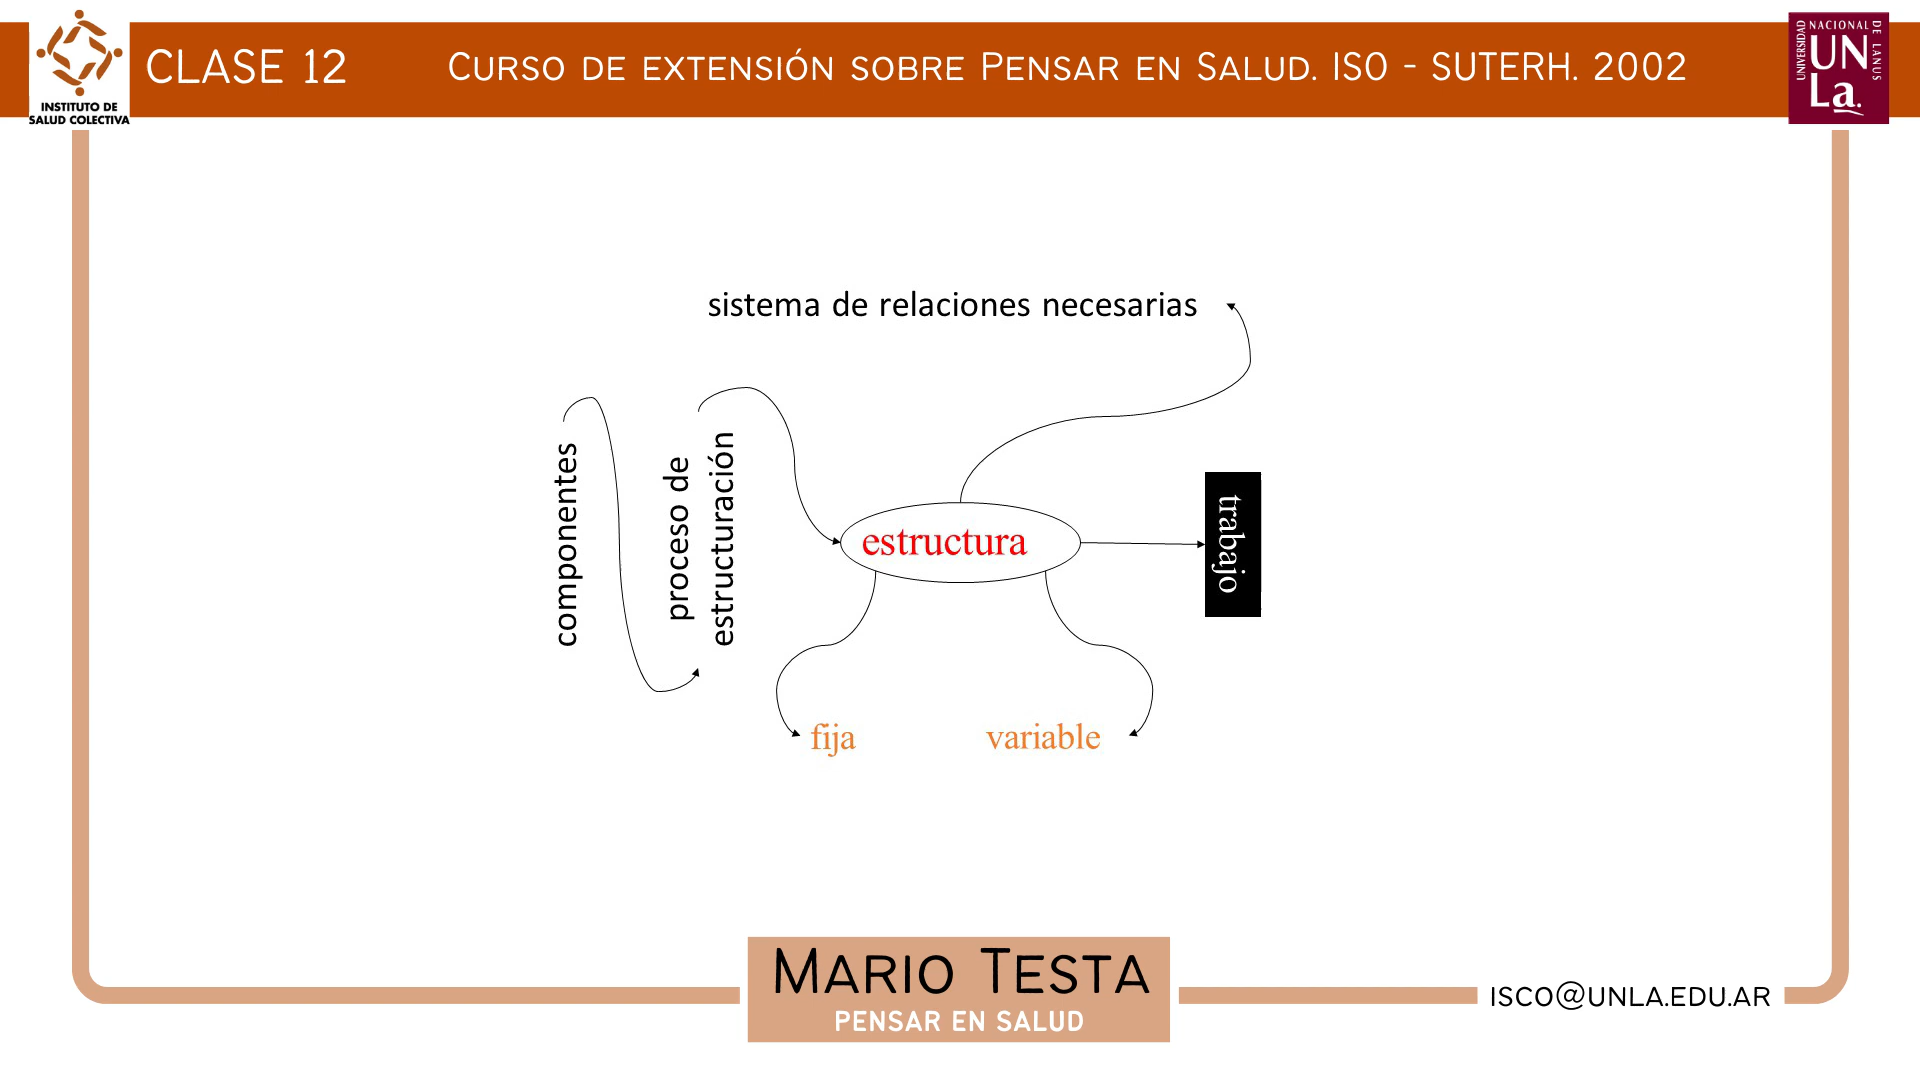 CLASE 12
CURSO DE EXTENSIÓN SOBRE PENSAR EN SALUD. ISO - SUTERH. 2002
INSTITUTO DE
SALUD COLECTIVA
UNIVERSIDAD
NACIONAL
DE LANUS
UN
La.
sistema de relaciones necesarias
componentes
proceso de
estructuración
estructura
trabajo
fija
variable
MARIO TESTA
PENSAR EN SALUD
ISCO@UNLA.EDU.AR